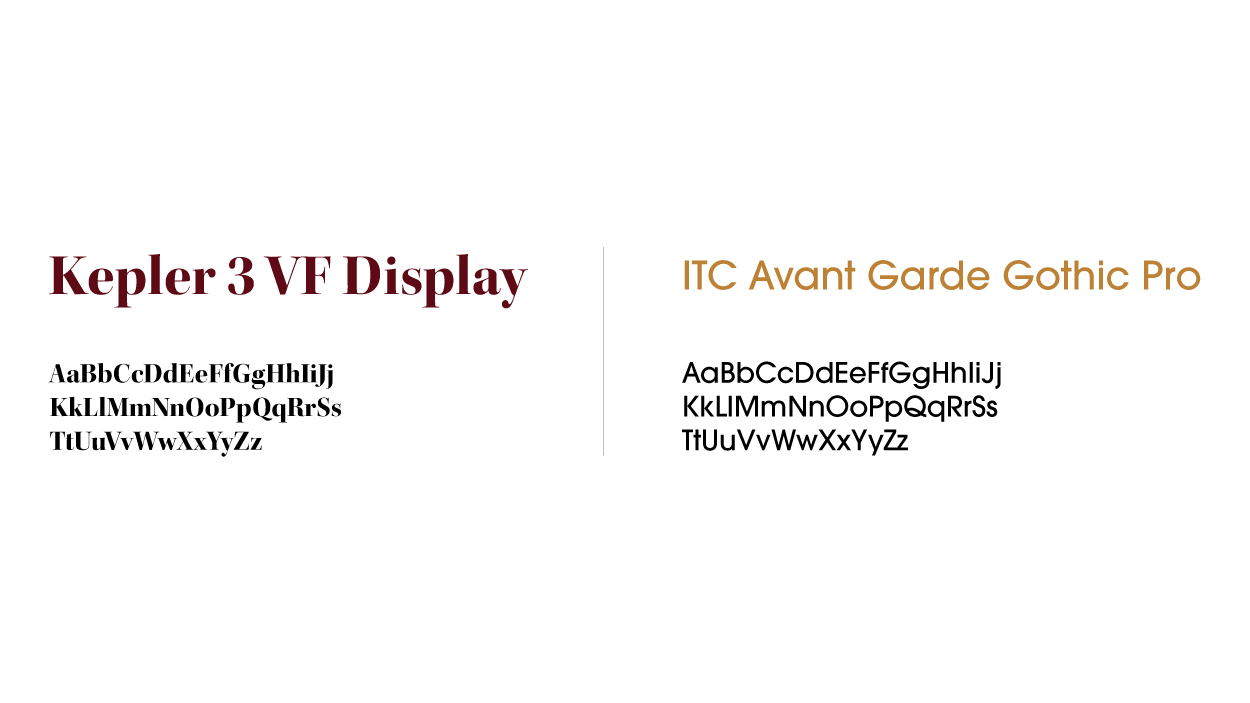 Kepler 3 VF Display
AaBbCcDdEeFfGgHhIiJj
KkLlMmNnOoPpQqRrSs
TtUuVvWwXxYyZz
ITC Avant Garde Gothic Pro
AaBbCcDdEeFfGgHhIiJj
KkLlMmNnOoPpQqRrSs
TtUuVvWwXxYyZz